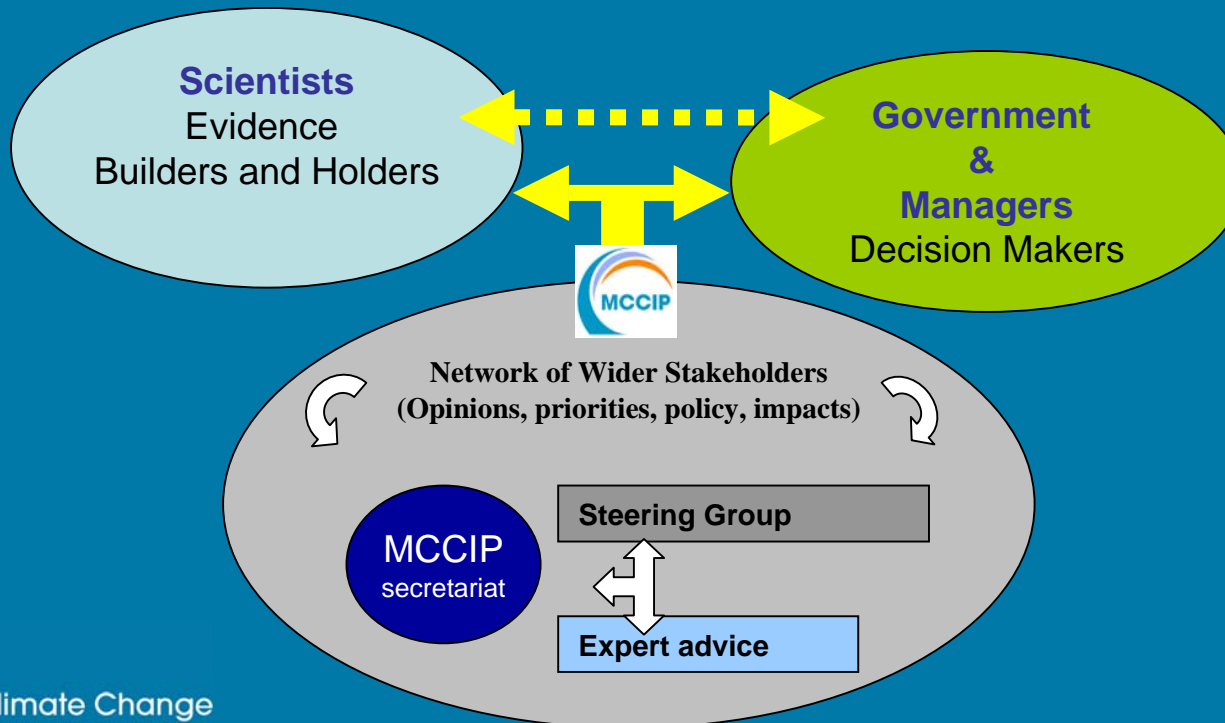 Scientists
Evidence
Builders and Holders
Government
&
Managers
Decision Makers
MCCIP
Network of Wider Stakeholders
(Opinions, priorities, policy, impacts)
Steering Group
MCCIP
secretariat
Expert advice
limate Change